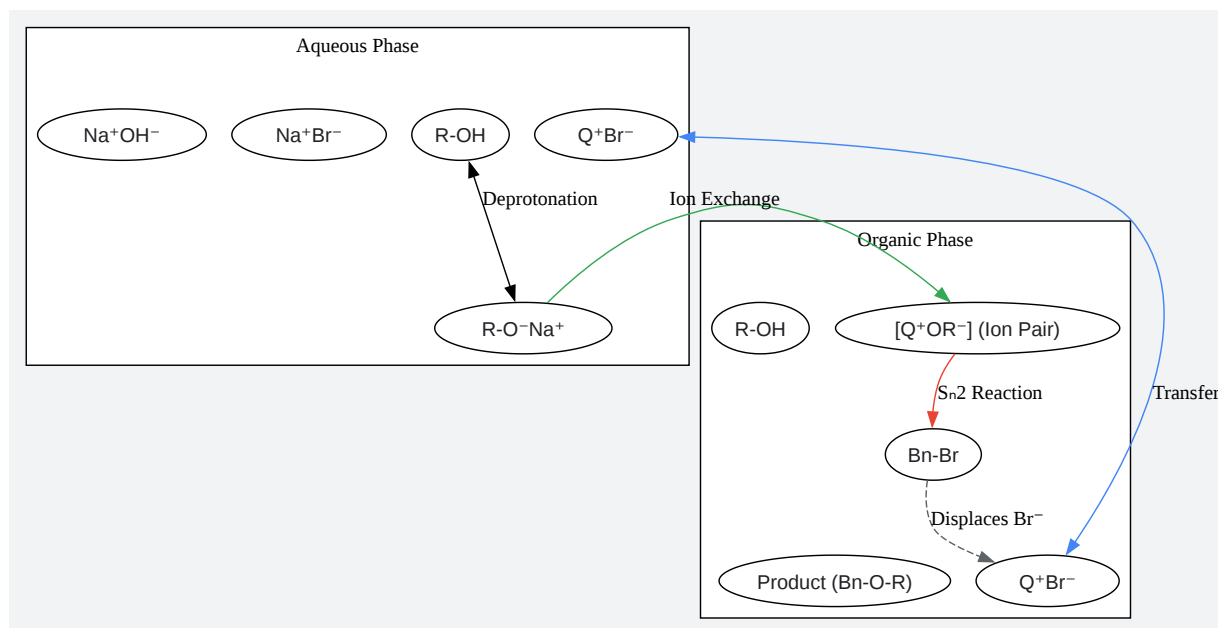 Aqueous Phase
Na⁺OH⁻
Na⁺Br⁻
R-OH
Q⁺Br⁻
Deprotonation
Ion Exchange
Organic Phase
R-O⁻Na⁺
R-OH
[Q⁺OR⁻] (Ion Pair)
Sₙ2 Reaction
Transfer
Bn-Br
Displaces Br⁻
Product (Bn-O-R)
Q⁺Br⁻